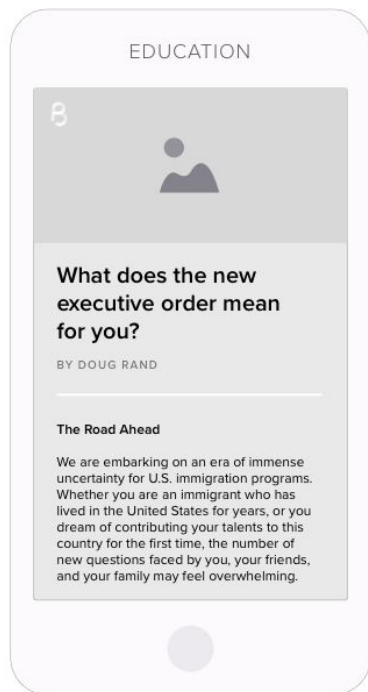 EDUCATION
What does the new
executive order mean
for you?
BY DOUG RAND
The Road Ahead
We are embarking on an era of immense
uncertainty for U.S. immigration programs.
Whether you are an immigrant who has
lived in the United States for years, or you
dream of contributing your talents to this
country for the first time, the number of
new questions faced by you, your friends,
and your family may feel overwhelming.